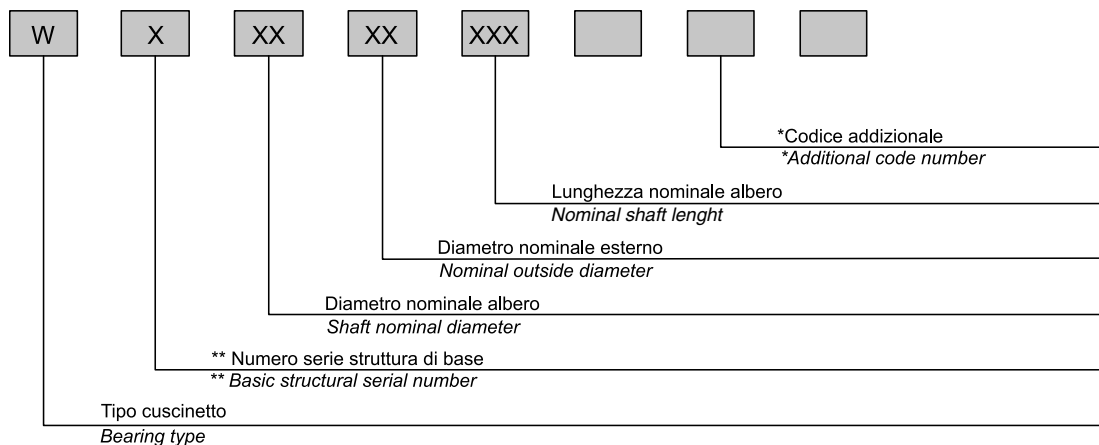 W X XX XX XXX
*Codice addizionale
*Additional code number
Lunghezza nominale albero
Nominal shaft lenght
Diametro nominale esterno
Nominal outside diameter
Diametro nominale albero
Shaft nominal diameter
** Numero serie struttura di base
** Basic structural serial number
Tipo cuscinetto
Bearing type